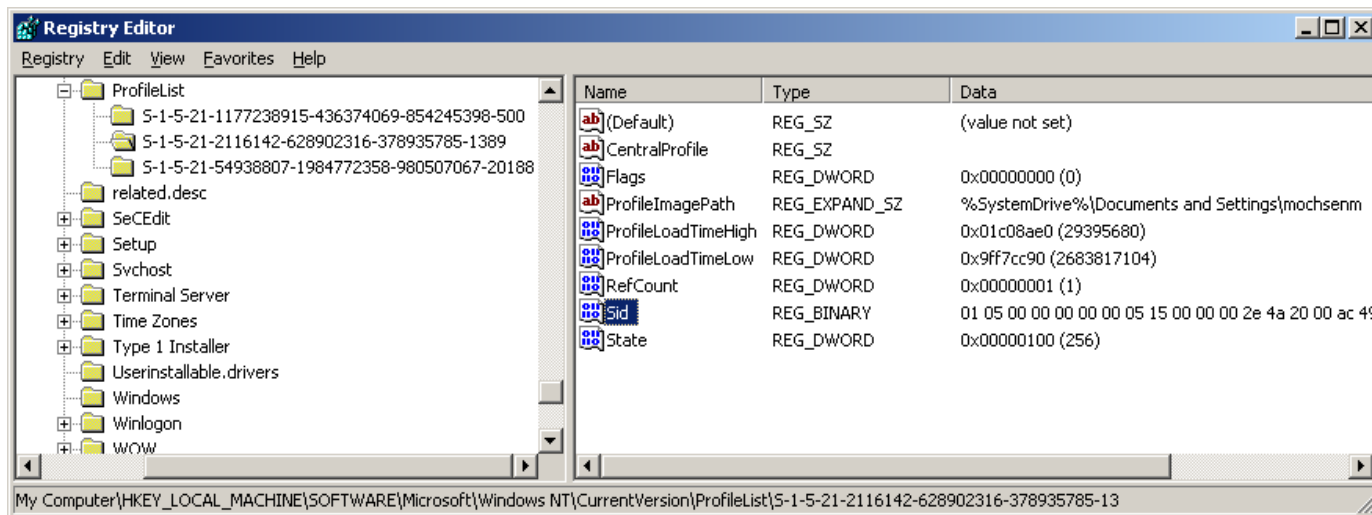 Registry Editor
Registry Edit View Favorites Help
ProfileList
S-1-5-21-1177238915-436374069-854245398-500
S-1-5-21-2116142-628902316-378935785-1389
S-1-5-21-54938807-1984772358-980507067-20188
related.desc
SeCEdit
Setup
Svchost
Terminal Server
Time Zones
Type 1 Installer
Userinstallable.drivers
Windows
Winlogon
WOW
Name Type Data
(Default) REG_SZ (value not set)
CentralProfile REG_SZ
Flags REG_DWORD 0x00000000 (0)
ProfileImagePath REG_EXPAND_SZ %SystemDrive%\Documents and Settings\mochsenm
ProfileLoadTimeHigh REG_DWORD 0x01c08ae0 (29395680)
ProfileLoadTimeLow REG_DWORD 0x9ff7cc90 (2683817104)
RefCount REG_DWORD 0x00000001 (1)
Sid REG_BINARY 01 05 00 00 00 00 00 05 15 00 00 00 2e 4a 20 00 ac 49
State REG_DWORD 0x00000100 (256)
My Computer\HKEY_LOCAL_MACHINE\SOFTWARE\Microsoft\Windows NT\CurrentVersion\ProfileList\S-1-5-21-2116142-628902316-378935785-13